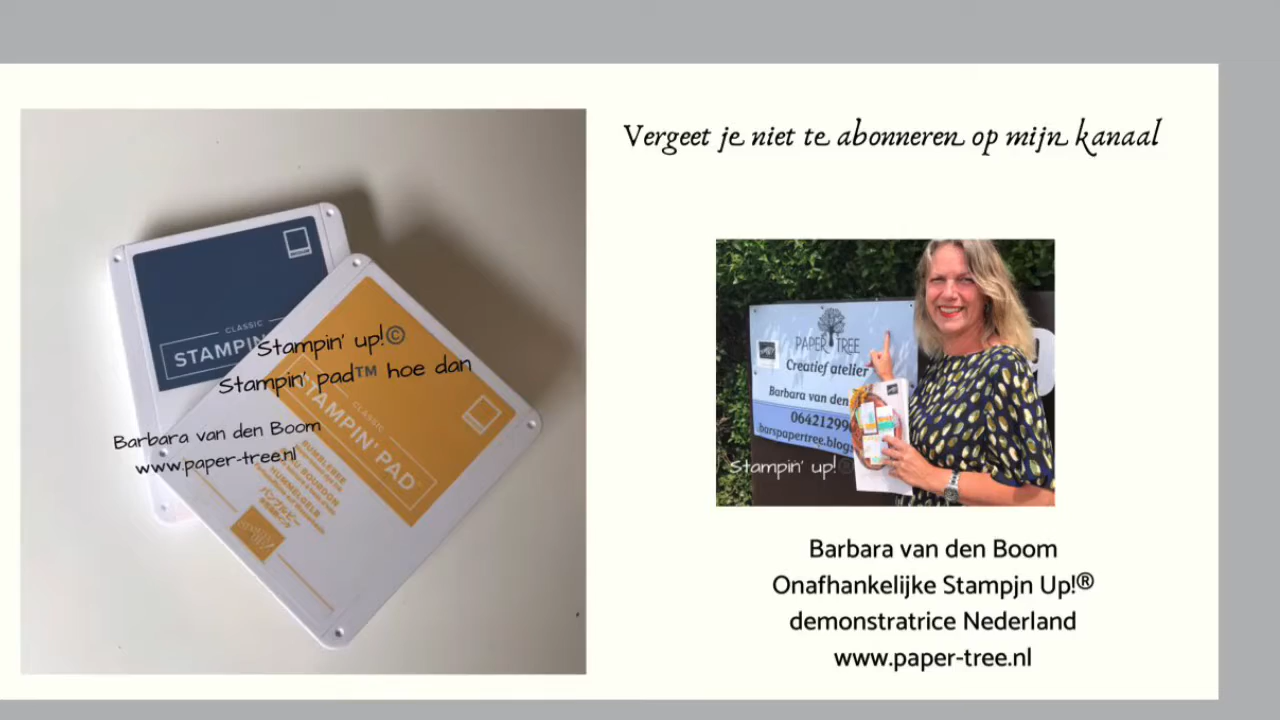 Vergeet je niet te abonneren op mijn kanaal
CLASSIC
Stampin' up!©
Stampin' pad™ hoe dan
Barbara van den Boom
www.paper-tree.nl
CLASSIC
STAMPIN' PAD
HUMMELGELB
PAPER TREE
Creatief atelier
Barbara van den
barspapertree.blogs
Stampin' up!®
Barbara van den Boom
Onafhankelijke Stampjn Up!®
demonstratrice Nederland
www.paper-tree.nl